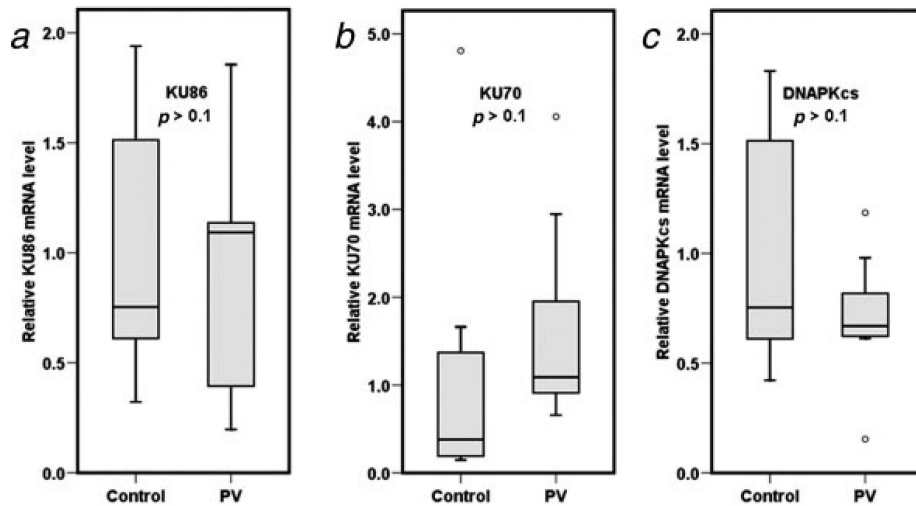 a
Relative KU86 mRNA level
2.0
1.5
1.0
0.5
0.0
KU86
p > 0.1
Control PV
b
Relative KU70 mRNA level
5.0
4.0
3.0
2.0
1.0
0.0
KU70
p > 0.1
Control PV
c
Relative DNAPKcs mRNA level
2.0
1.5
1.0
0.5
0.0
DNAPKcs
p > 0.1
Control PV